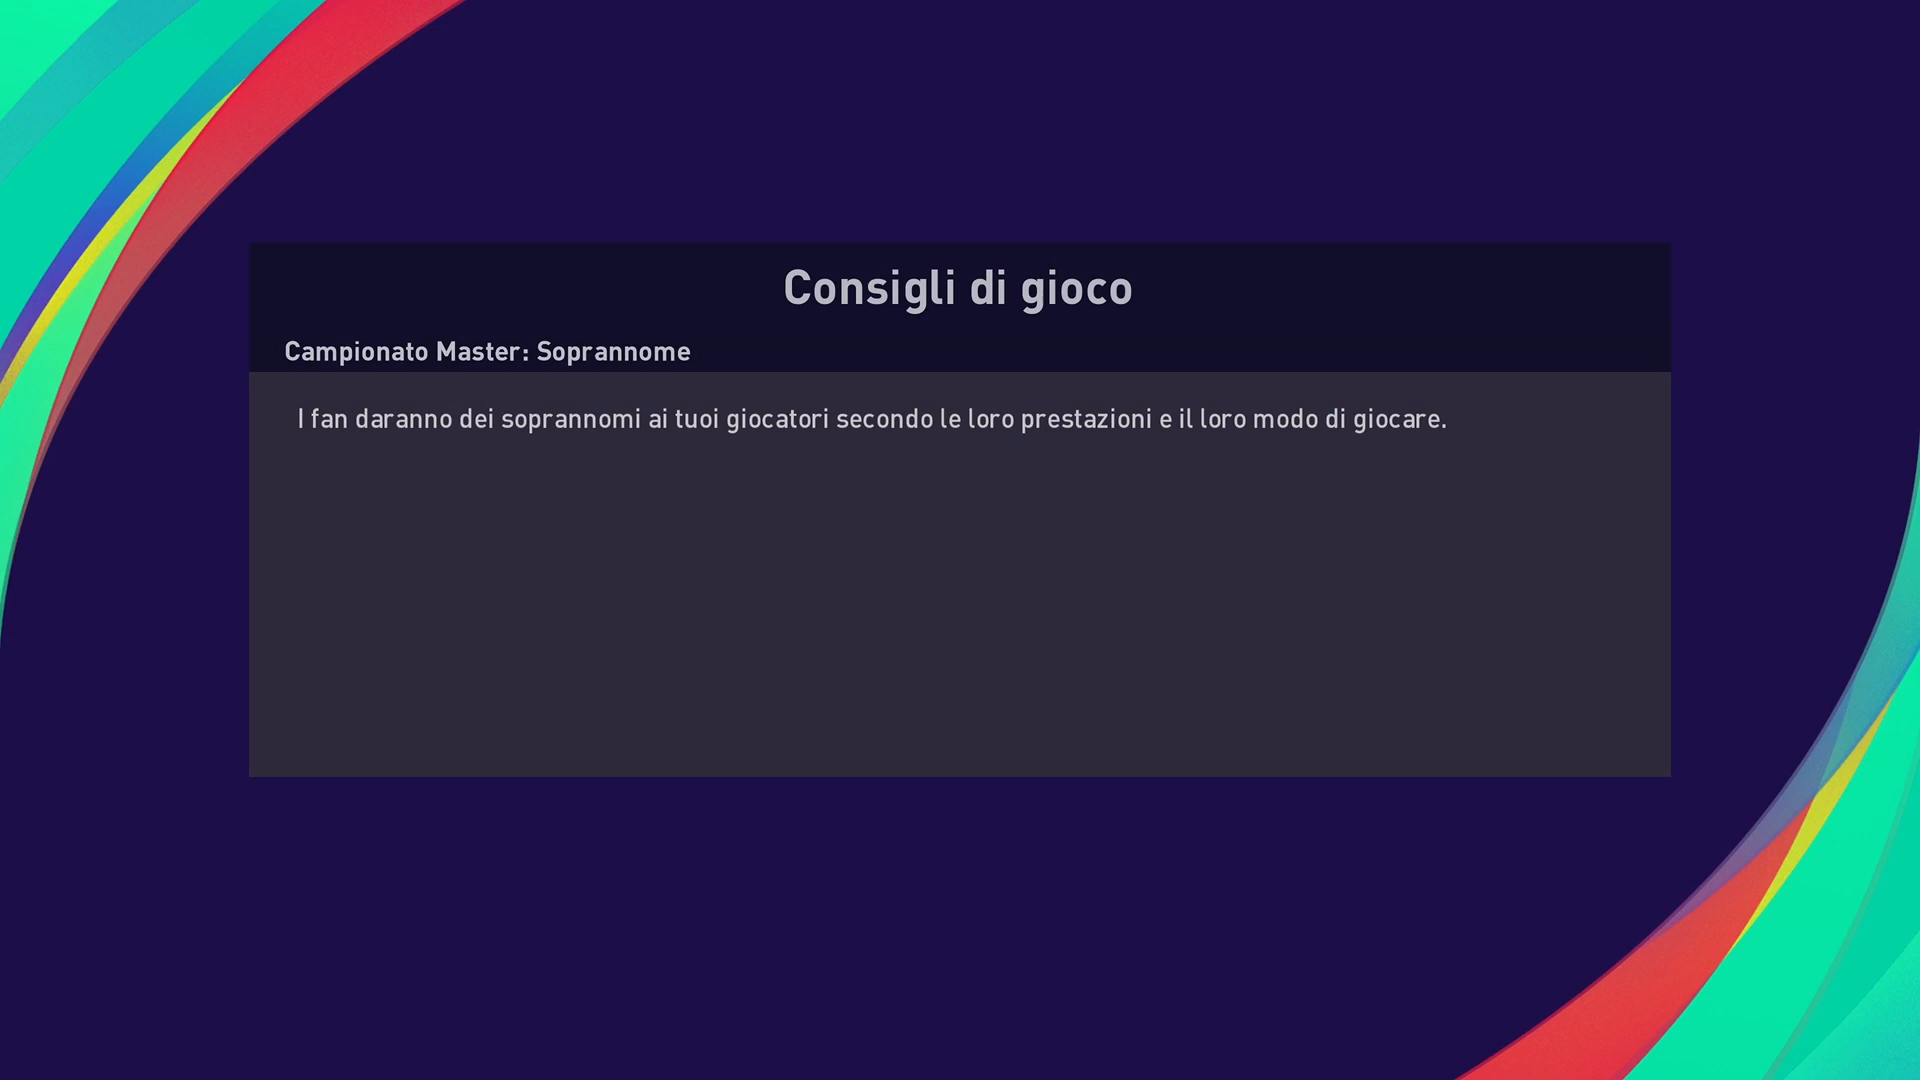 Consigli di gioco
Campionato Master: Soprannome
I fan daranno dei soprannomi ai tuoi giocatori secondo le loro prestazioni e il loro modo di giocare.